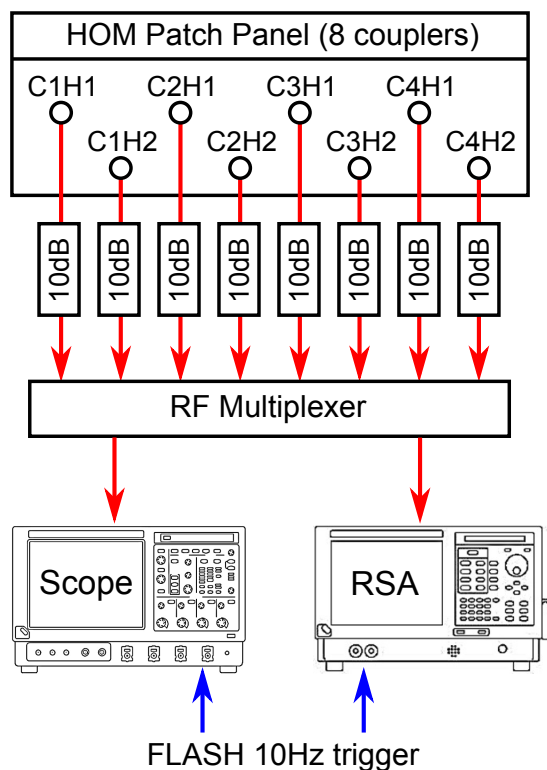 HOM Patch Panel (8 couplers)
C1H1 C2H1 C3H1 C4H1
C1H2 C2H2 C3H2 C4H2
10dB 10dB 10dB 10dB 10dB 10dB 10dB 10dB
RF Multiplexer
Scope RSA
FLASH 10Hz trigger